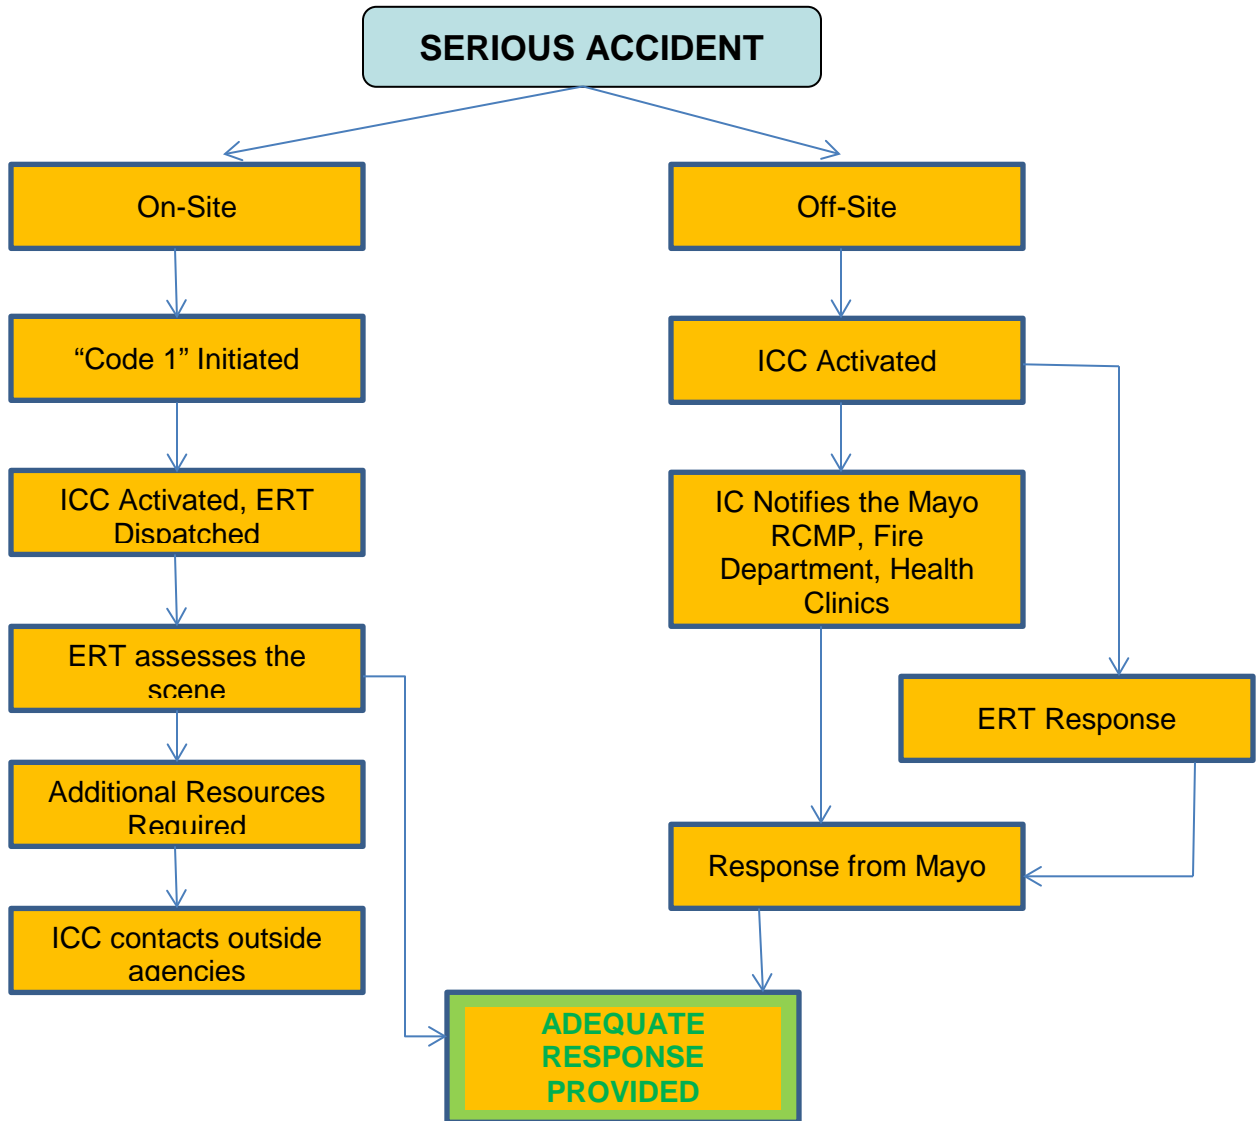 SERIOUS ACCIDENT
On-Site
Off-Site
“Code 1” Initiated
ICC Activated
ICC Activated, ERT
Dispatched
IC Notifies the Mayo
RCMP, Fire
Department, Health
Clinics
ERT assesses the
scene
ERT Response
Additional Resources
Required
Response from Mayo
ICC contacts outside
agencies
ADEQUATE
RESPONSE
PROVIDED